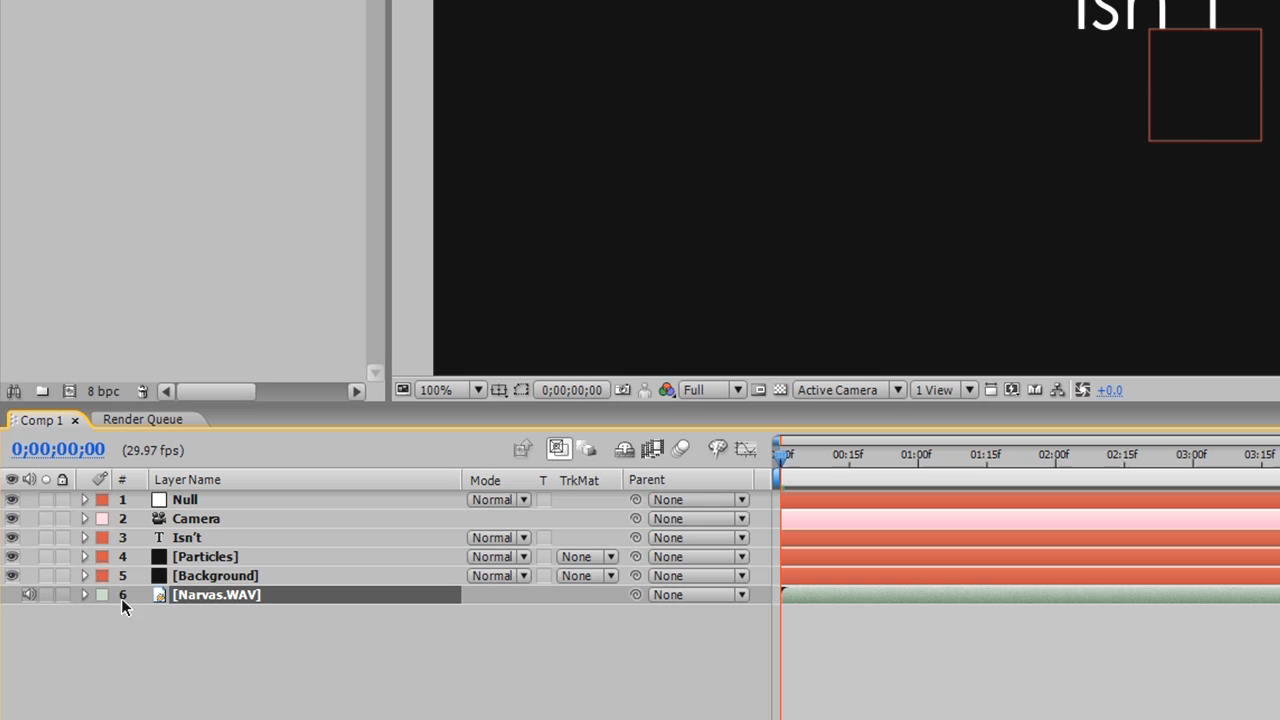 Isn't
8 bpc
100%
0;00;00;00
Full
Active Camera
1 View
+0.0
Comp 1
Render Queue
0;00;00;00
(29.97 fps)
0f 00:15f 01:00f 01:15f 02:00f 02:15f 03:00f 03:15f
# Layer Name Mode T TrkMat Parent
1 Null Normal None
2 Camera None
3 Isn't Normal None
4 [Particles] Normal None None
5 [Background] Normal None None
6 [Narvas.WAV] None